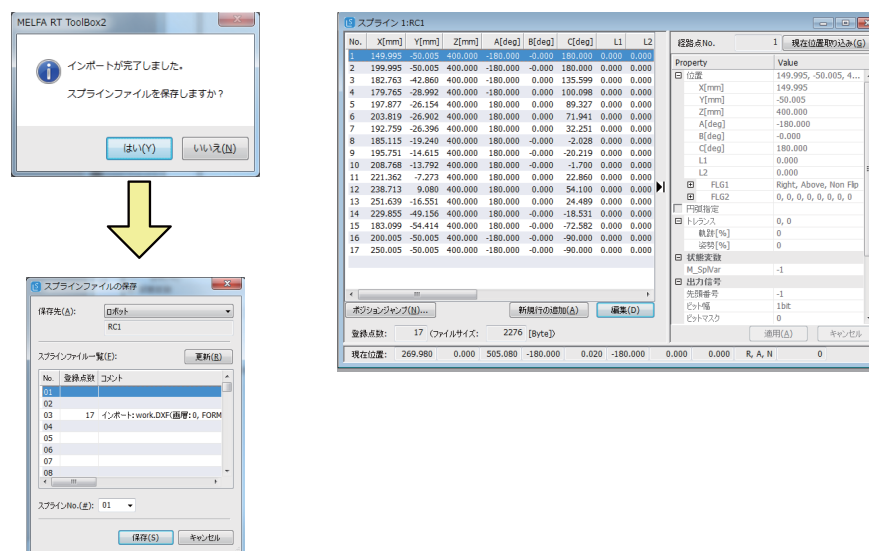 MELFA RT ToolBox2
インポートが完了しました。
スプラインファイルを保存しますか？
はい(Y)
いいえ(N)
スプラインファイルの保存
保存先(A):
ロボット
RC1
スプラインファイル一覧(F):
更新(R)
No. 登録点数 コメント
01
02
03 17 インポート: work.DXF(画層:0, FORM
04
05
06
07
08
スプラインNo.(#): 01
保存(S)
キャンセル
スプライン 1:RC1
No. X[mm] Y[mm] Z[mm] A[deg] B[deg] C[deg] L1 L2
1 149.995 -50.005 400.000 -180.000 -0.000 180.000 0.000 0.000
2 199.995 -50.005 400.000 -180.000 -0.000 180.000 0.000 0.000
3 182.763 -42.860 400.000 -180.000 0.000 135.599 0.000 0.000
4 179.765 -28.992 400.000 180.000 0.000 100.098 0.000 0.000
5 197.877 -26.154 400.000 180.000 0.000 89.327 0.000 0.000
6 203.819 -26.902 400.000 180.000 0.000 71.941 0.000 0.000
7 192.759 -26.396 400.000 180.000 0.000 32.251 0.000 0.000
8 185.115 -19.240 400.000 180.000 -0.000 -2.028 0.000 0.000
9 195.751 -14.615 400.000 180.000 -0.000 -20.219 0.000 0.000
10 208.768 -13.792 400.000 180.000 -0.000 -1.700 0.000 0.000
11 221.362 -7.273 400.000 180.000 0.000 22.860 0.000 0.000
12 238.713 9.080 400.000 180.000 0.000 54.100 0.000 0.000
13 251.639 -16.551 400.000 180.000 0.000 24.489 0.000 0.000
14 229.855 -49.156 400.000 180.000 -0.000 -18.531 0.000 0.000
15 183.099 -54.414 400.000 180.000 -0.000 -72.582 0.000 0.000
16 200.005 -50.005 400.000 -180.000 -0.000 -90.000 0.000 0.000
17 250.005 -50.005 400.000 -180.000 -0.000 -90.000 0.000 0.000
ポジションジャンプ(N)...
新規行の追加(A)
編集(D)
登録点数: 17 (ファイルサイズ: 2276 [Byte])
経路点No. 1 現在位置取り込み(G)
Property Value
位置 149.995, -50.005, 4...
X[mm] 149.995
Y[mm] -50.005
Z[mm] 400.000
A[deg] -180.000
B[deg] -0.000
C[deg] 180.000
L1 0.000
L2 0.000
FLG1 Right, Above, Non Flip
FLG2 0, 0, 0, 0, 0, 0, 0, 0
円弧指定
トレランス 0, 0
軌跡[%] 0
姿勢[%] 0
状態変数
M_SplVar -1
出力信号
先頭番号 -1
ビット幅 1bit
ビットマスク 0
適用(A)
キャンセル
現在位置: 269.980 0.000 505.080 -180.000 0.020 -180.000 0.000 0.000 R, A, N 0